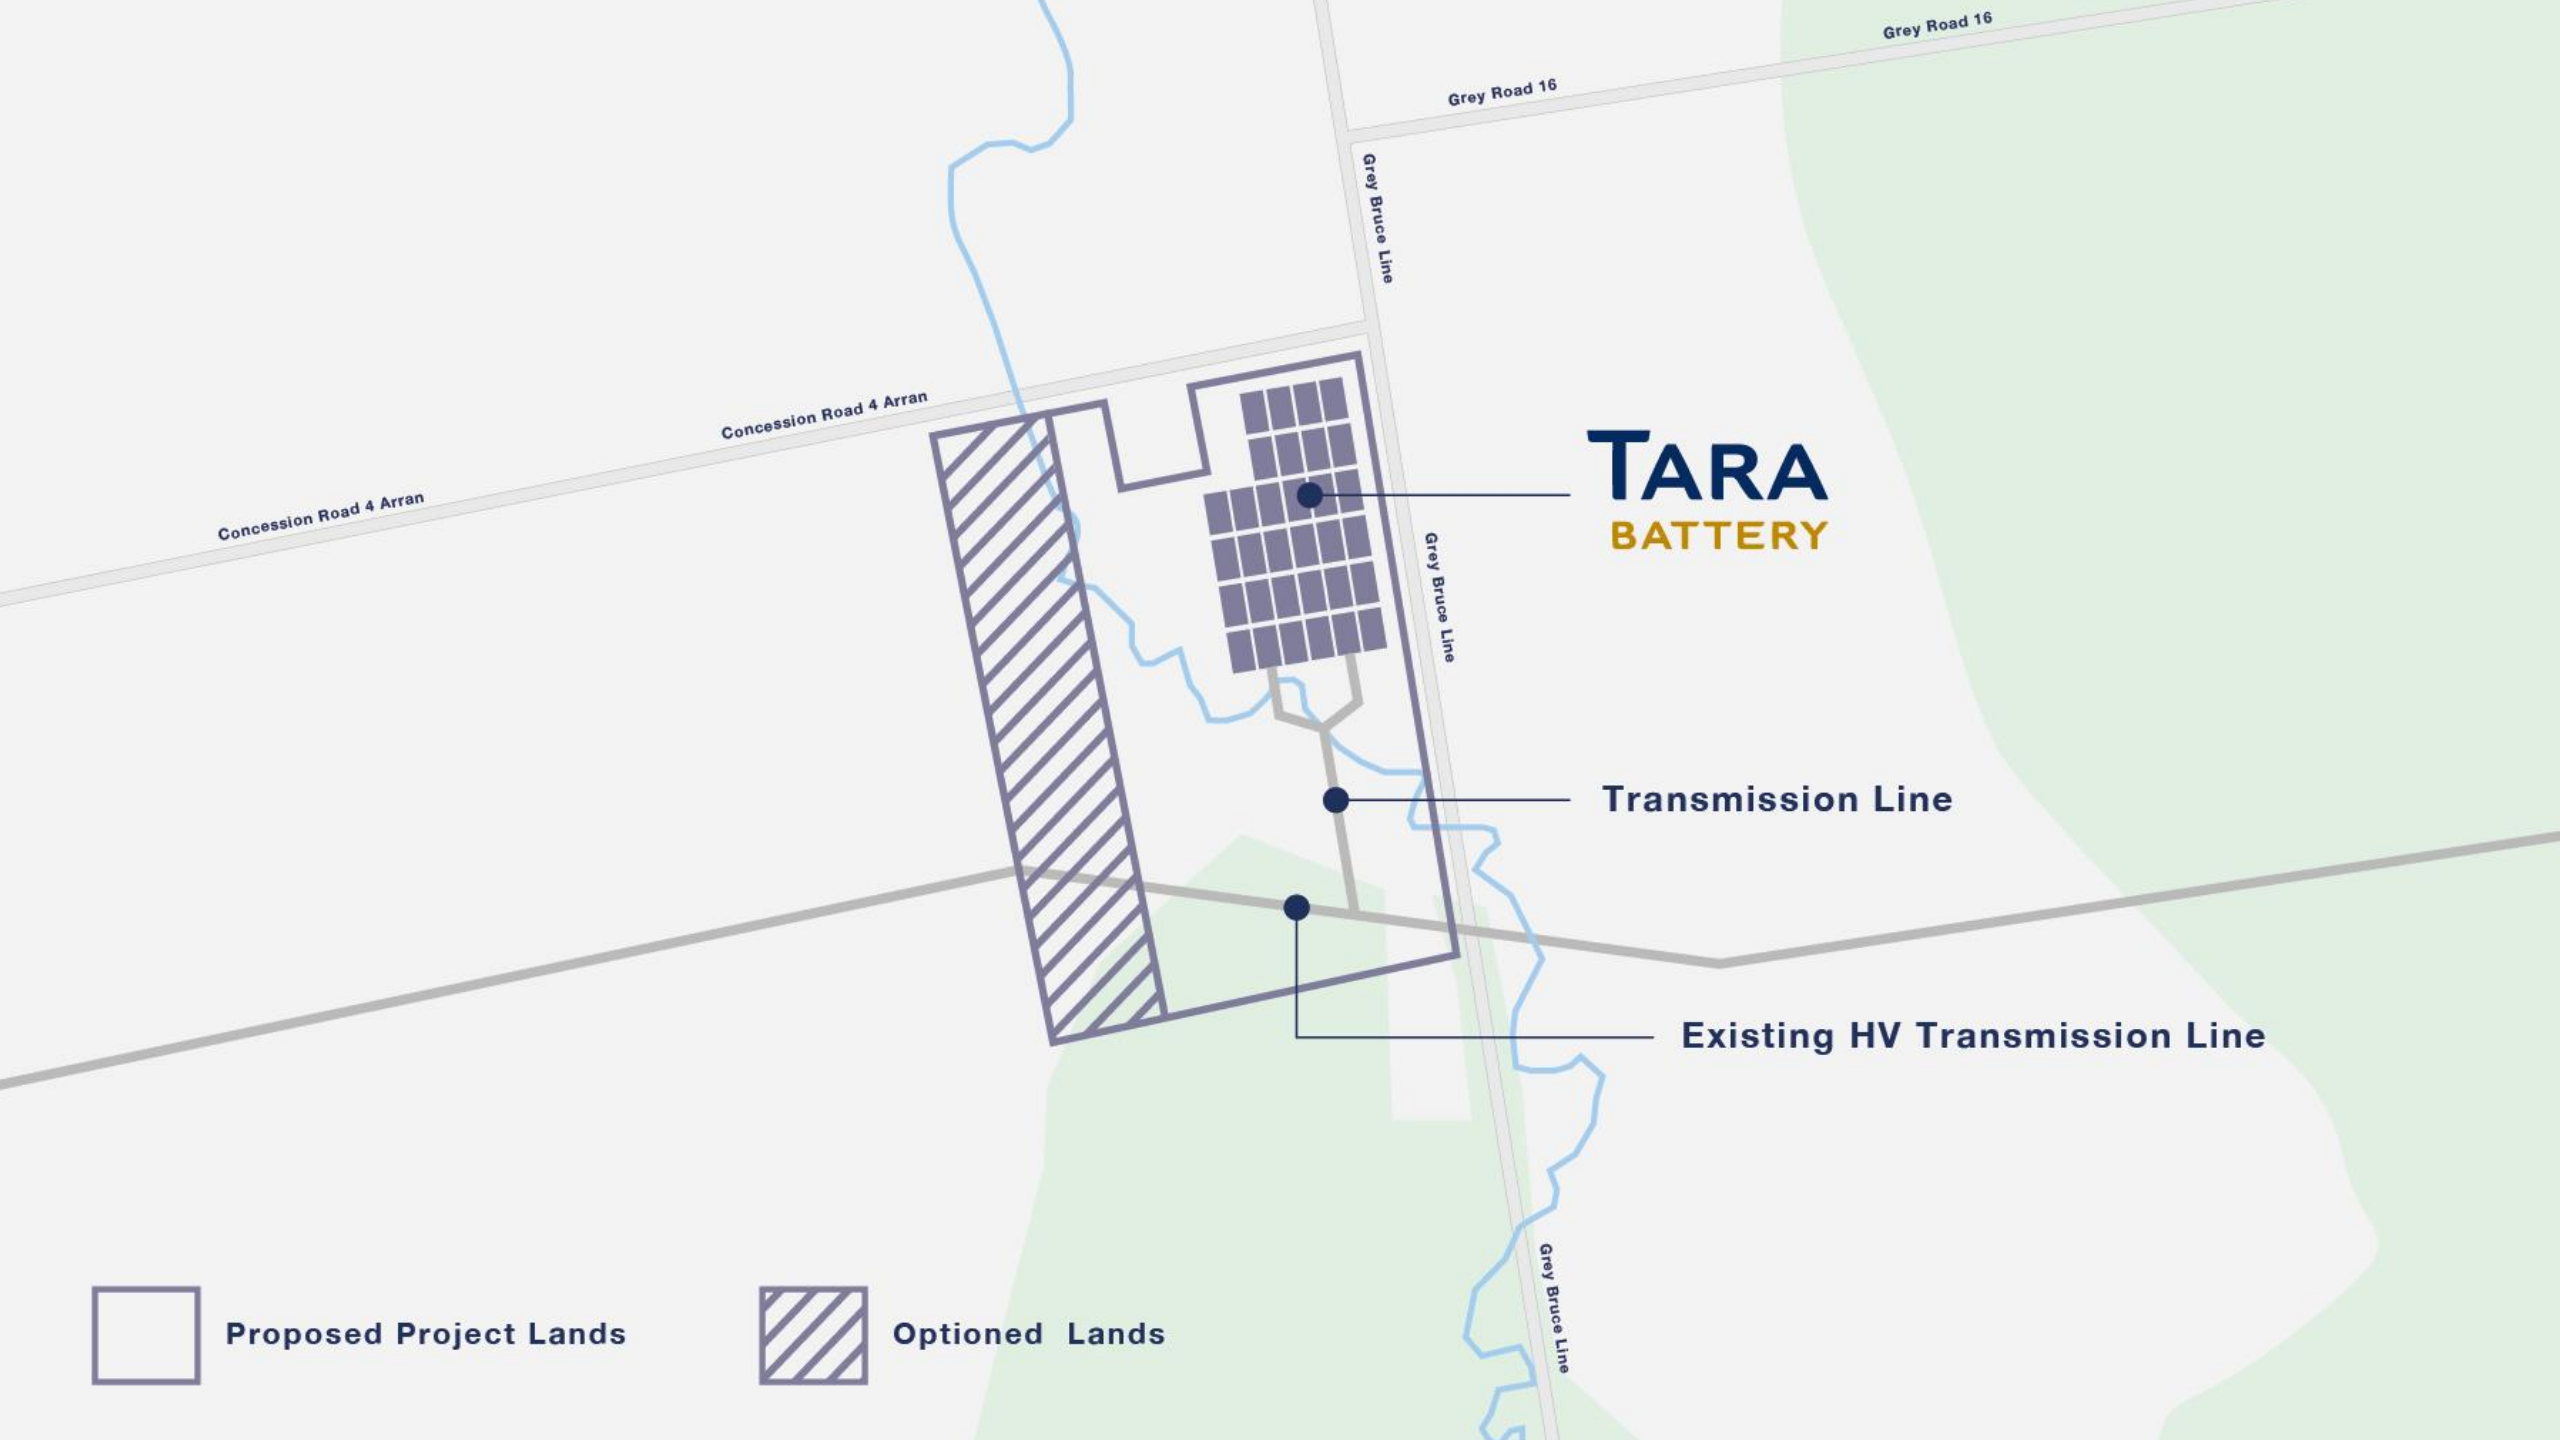 Grey Road 16
Grey Road 16
Grey Bruce Line
Concession Road 4 Arran
Concession Road 4 Arran
TARA
BATTERY
Grey Bruce Line
Transmission Line
Existing HV Transmission Line
Grey Bruce Line
Proposed Project Lands
Optioned Lands